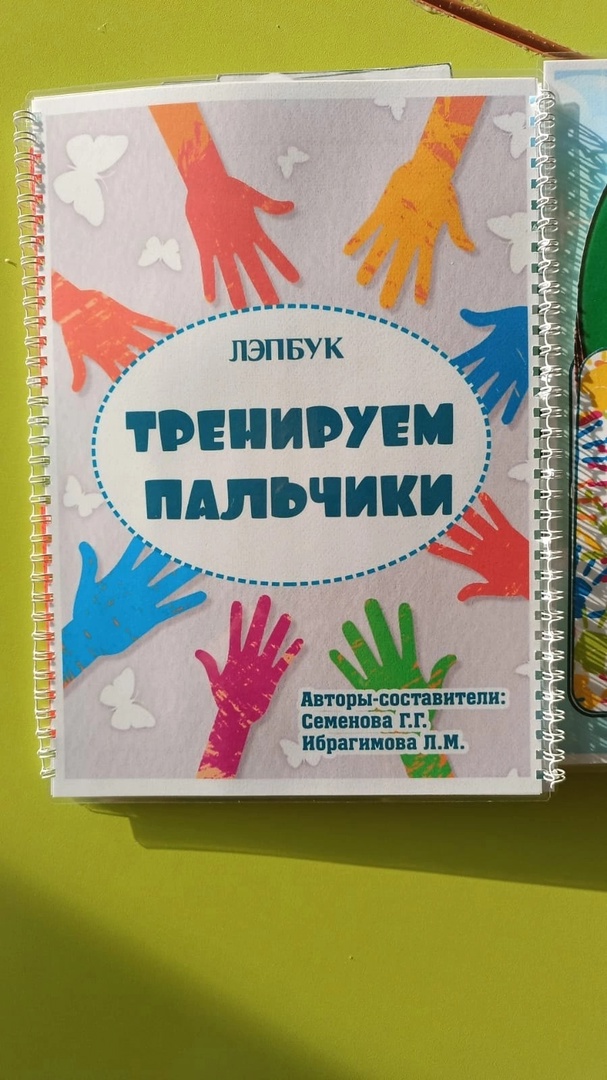 ЛЭПБУК
ТРЕНИРУЕМ
ПАЛЬЧИКИ
Авторы-составители:
Семенова Г.Г.
Ибрагимова Л.М.